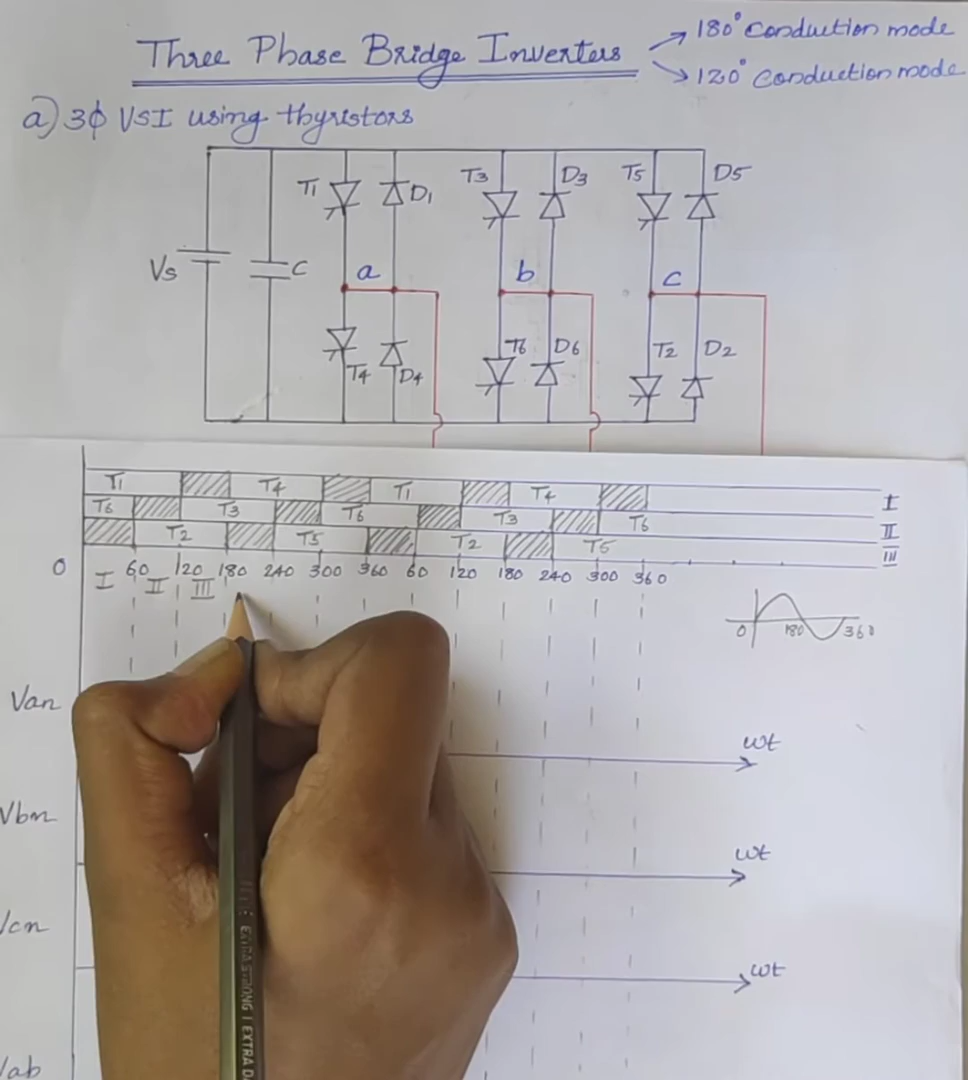 Three Phase Bridge Inverters
180° conduction mode
120° conduction mode
a) 3ϕ VSI using thyristors
T1 D1 T3 D3 T5 D5
Vs C a b c
T4 D4 T6 D6 T2 D2
T1 T4 T1 T4 I
T6 T3 T6 T3 T6 II
T2 T5 T2 T5 III
0 60 120 180 240 300 360 60 120 180 240 300 360
I II III
0 180 360
Van
wt
Vbn
wt
Vcn
wt
Vab
EXTRA STRONG | EXTRA